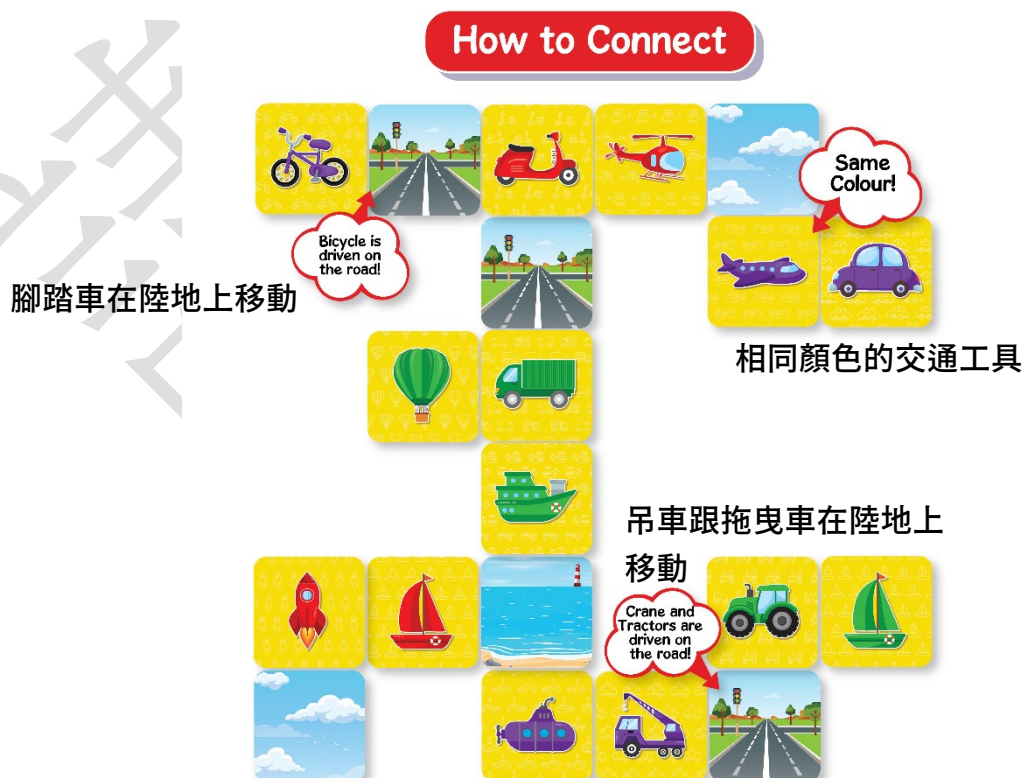 How to Connect
Same
Colour!
Bicycle is
driven on
the road!
腳踏車在陸地上移動
相同顏色的交通工具
吊車跟拖曳車在陸地上
移動
Crane and
Tractors are
driven on
the road!